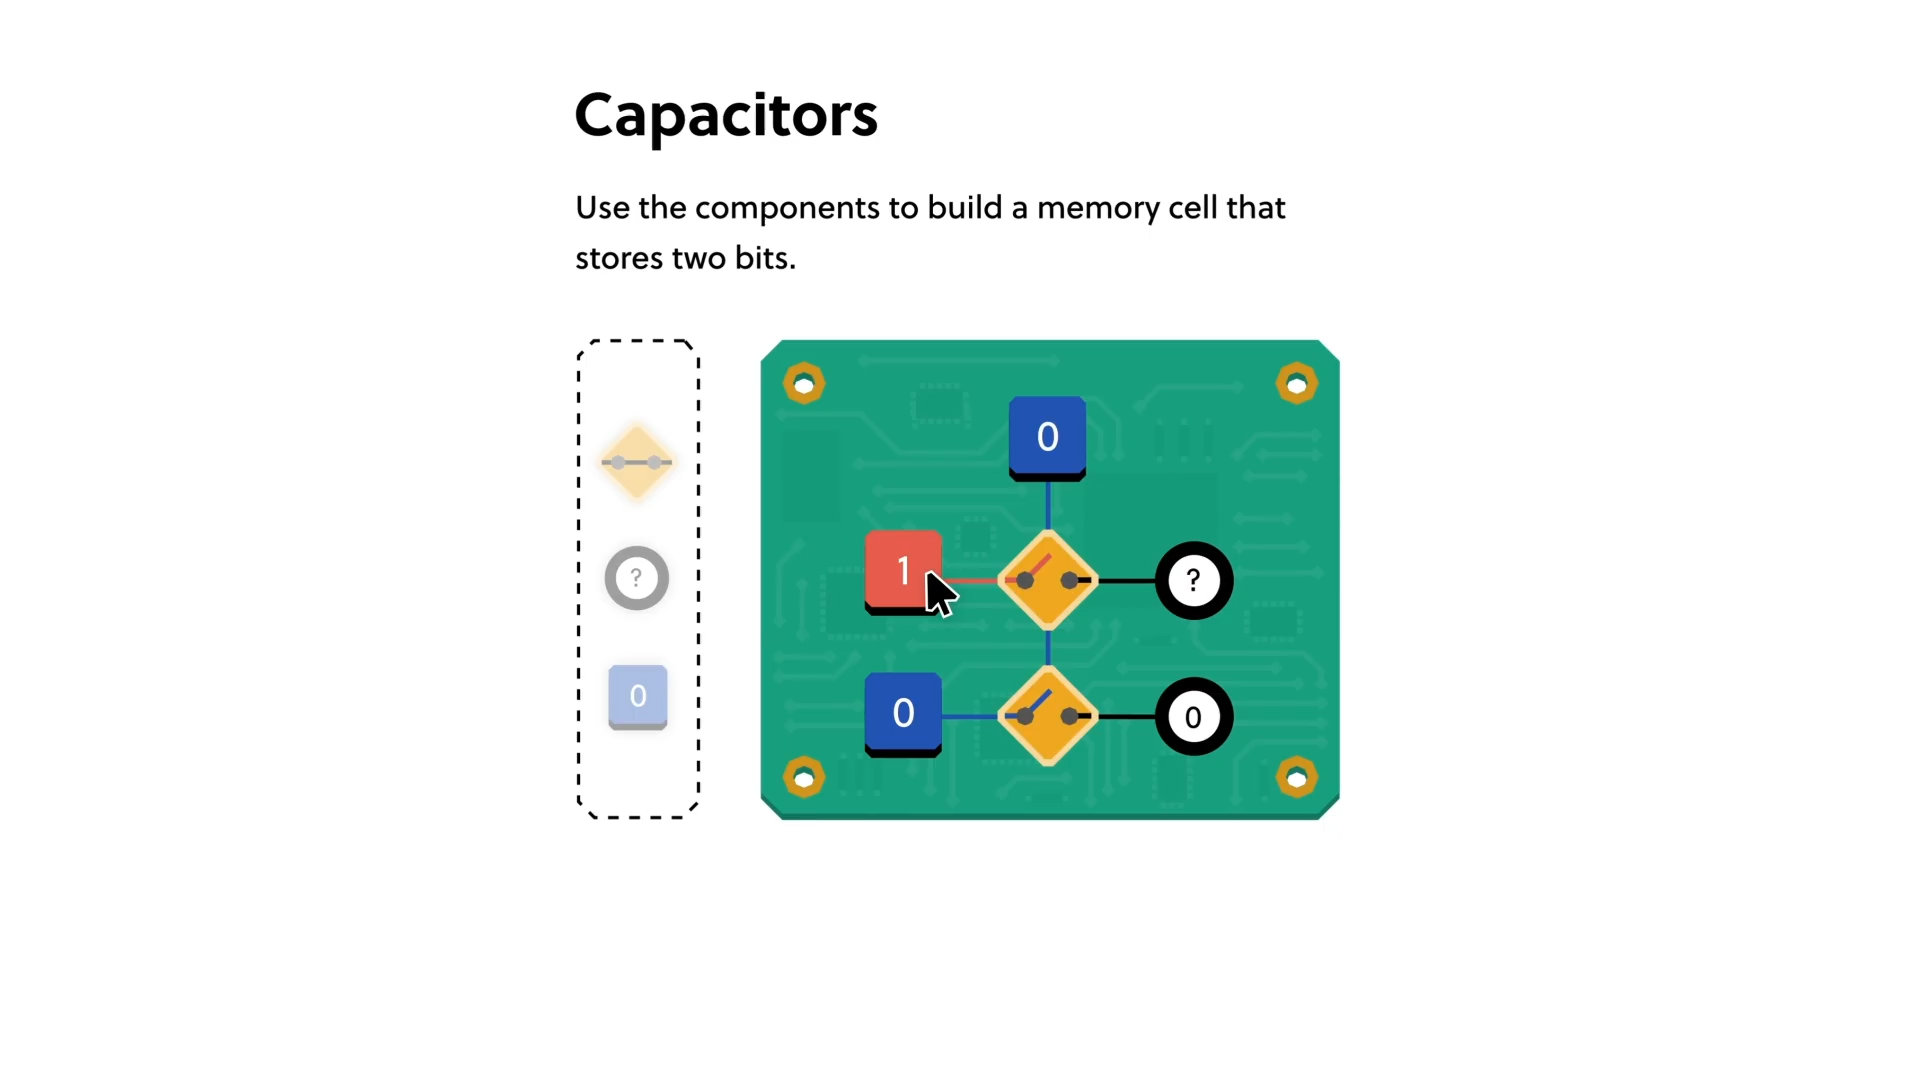 Capacitors
Use the components to build a memory cell that
stores two bits.
0
1
?
?
0
0
0